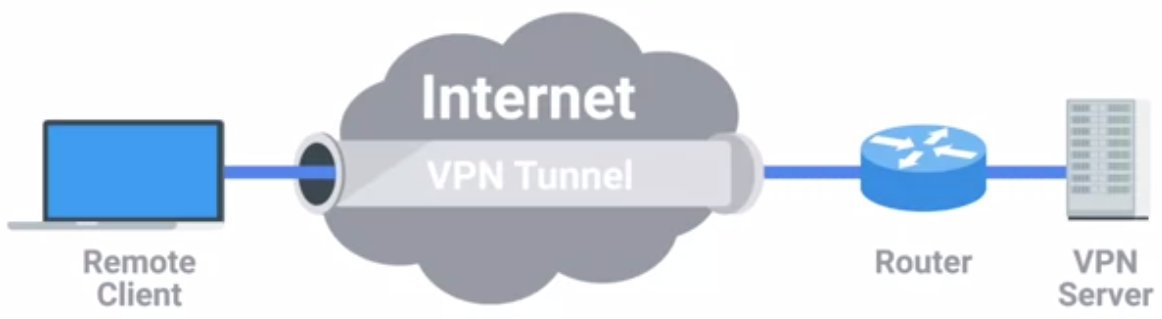 Internet
VPN Tunnel
Remote
Client
Router
VPN
Server